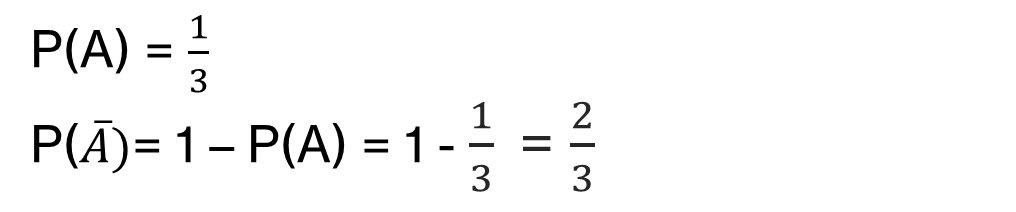 P(A) = 1/3
P(Ā)= 1 – P(A) = 1 - 1/3 = 2/3